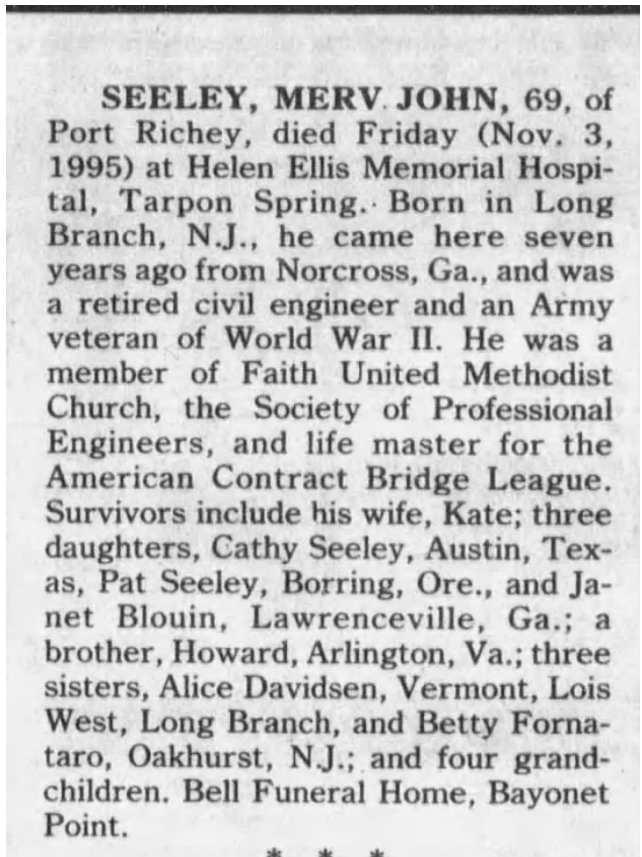 SEELEY, MERV JOHN, 69, of
Port Richey, died Friday (Nov. 3,
1995) at Helen Ellis Memorial Hospi-
tal, Tarpon Spring. Born in Long
Branch, N.J., he came here seven
years ago from Norcross, Ga., and was
a retired civil engineer and an Army
veteran of World War II. He was a
member of Faith United Methodist
Church, the Society of Professional
Engineers, and life master for the
American Contract Bridge League.
Survivors include his wife, Kate; three
daughters, Cathy Seeley, Austin, Tex-
as, Pat Seeley, Borring, Ore., and Ja-
net Blouin, Lawrenceville, Ga.; a
brother, Howard, Arlington, Va.; three
sisters, Alice Davidsen, Vermont, Lois
West, Long Branch, and Betty Forna-
taro, Oakhurst, N.J.; and four grand-
children. Bell Funeral Home, Bayonet
Point.
* * *